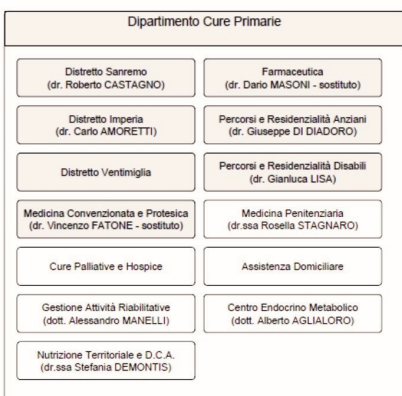 Dipartimento Cure Primarie
Distretto Sanremo
(dr. Roberto CASTAGNO)
Farmaceutica
(dr. Dario MASONI - sostituto)
Distretto Imperia
(dr. Carlo AMORETTI)
Percorsi e Residenzialità Anziani
(dr. Giuseppe DI DIADORO)
Distretto Ventimiglia
Percorsi e Residenzialità Disabili
(dr. Gianluca LISA)
Medicina Convenzionata e Protesica
(dr. Vincenzo FATONE - sostituto)
Medicina Penitenziaria
(dr.ssa Rosella STAGNARO)
Cure Palliative e Hospice
Assistenza Domiciliare
Gestione Attività Riabilitative
(dott. Alessandro MANELLI)
Centro Endocrino Metabolico
(dott. Alberto AGLIALORO)
Nutrizione Territoriale e D.C.A.
(dr.ssa Stefania DEMONTIS)